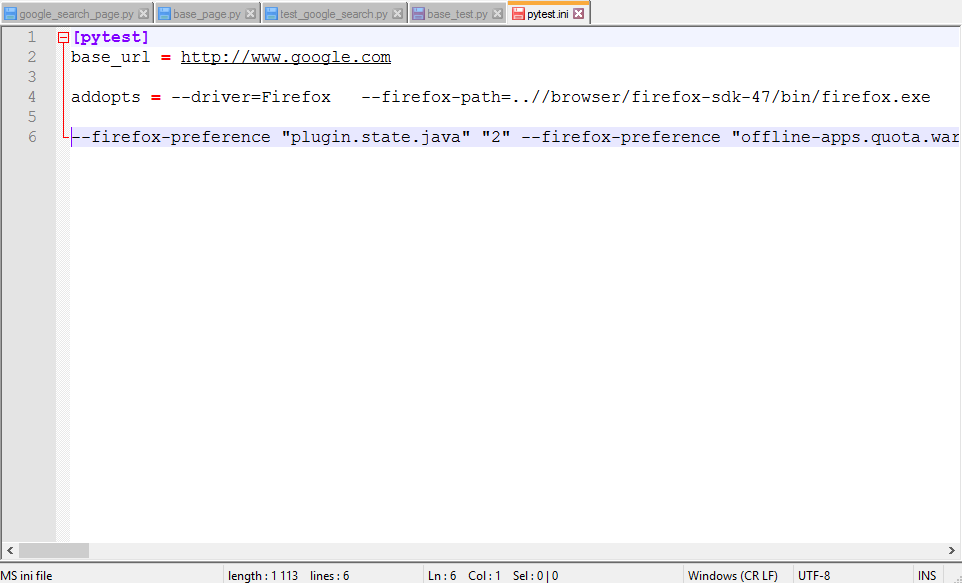 google_search_page.py base_page.py test_google_search.py base_test.py pytest.ini
1 [pytest]
2 base_url = http://www.google.com
3
4 addopts = --driver=Firefox --firefox-path=..//browser/firefox-sdk-47/bin/firefox.exe
5
6 --firefox-preference "plugin.state.java" "2" --firefox-preference "offline-apps.quota.war
MS ini file length : 1 113 lines : 6 Ln : 6 Col : 1 Sel : 0 | 0 Windows (CR LF) UTF-8 INS